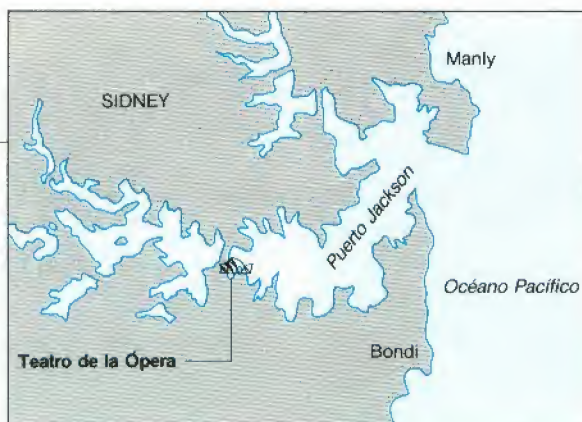 Manly
SIDNEY
Puerto Jackson
Océano Pacífico
Teatro de la Ópera
Bondi